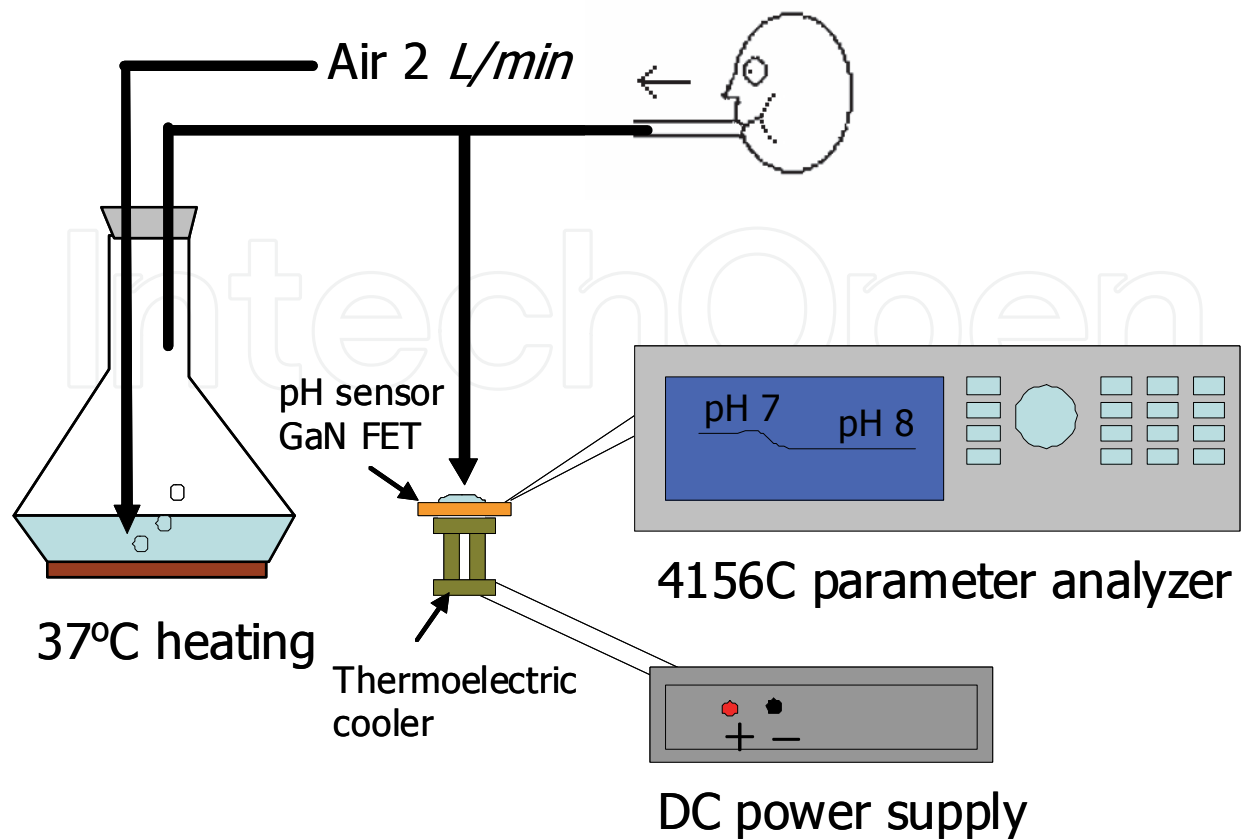 Air 2 L/min
IntechOpen
pH sensor
GaN FET
pH 7
pH 8
4156C parameter analyzer
37ºC heating
Thermoelectric
cooler
+ –
DC power supply